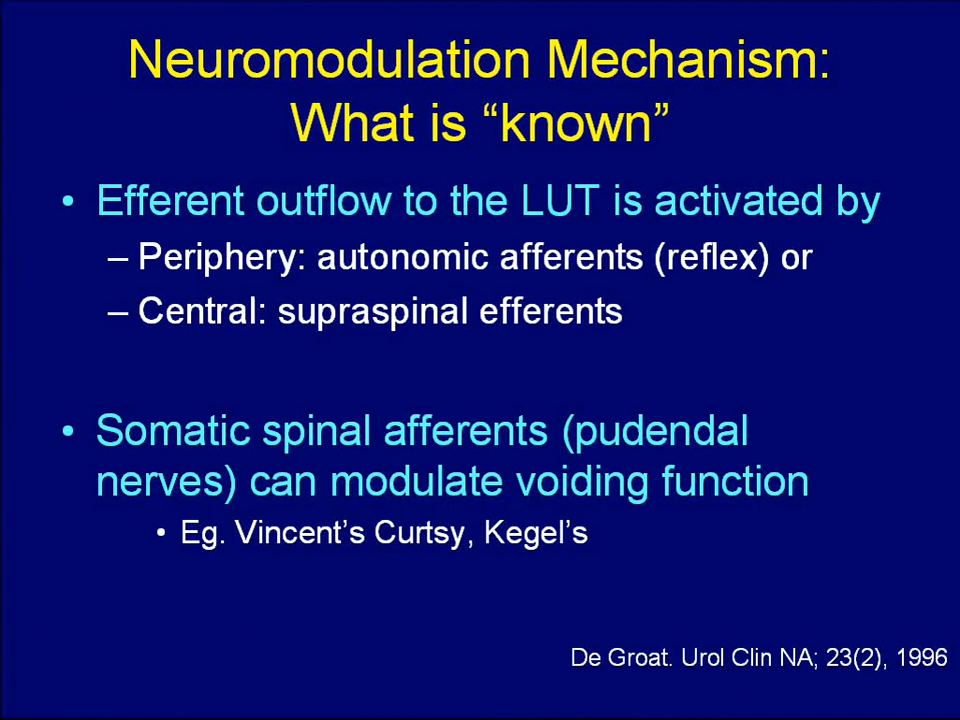 Neuromodulation Mechanism:
What is “known”
• Efferent outflow to the LUT is activated by
– Periphery: autonomic afferents (reflex) or
– Central: supraspinal efferents
• Somatic spinal afferents (pudendal
nerves) can modulate voiding function
• Eg. Vincent’s Curtsy, Kegel’s
De Groat. Urol Clin NA; 23(2), 1996